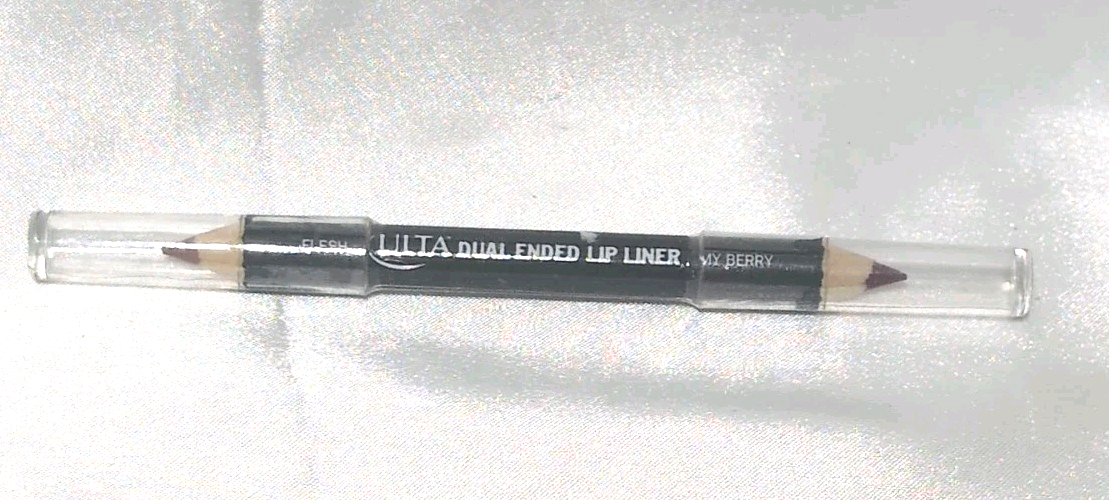 FLESH ULTA DUAL ENDED LIP LINER. MY BERRY